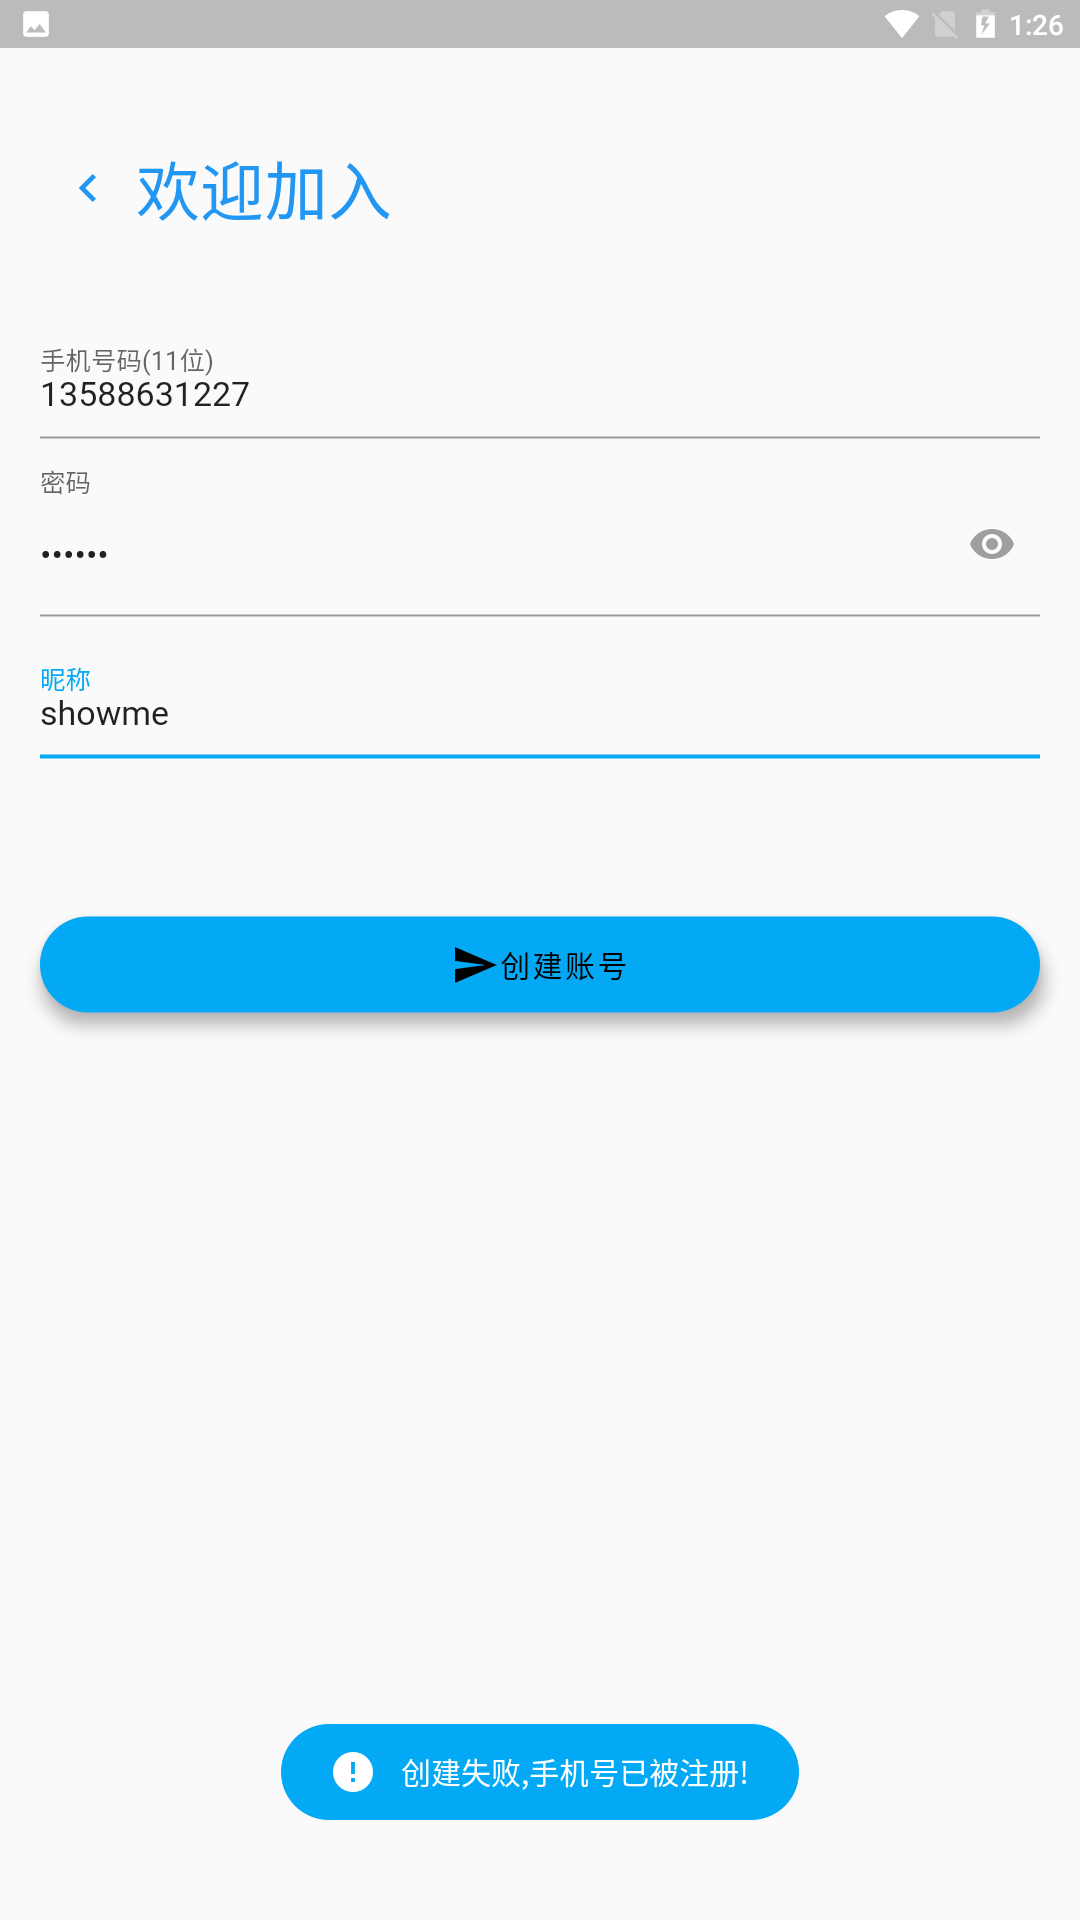 1:26
欢迎加入
手机号码(11位)
13588631227
密码
••••••
昵称
showme
创建账号
创建失败,手机号已被注册!